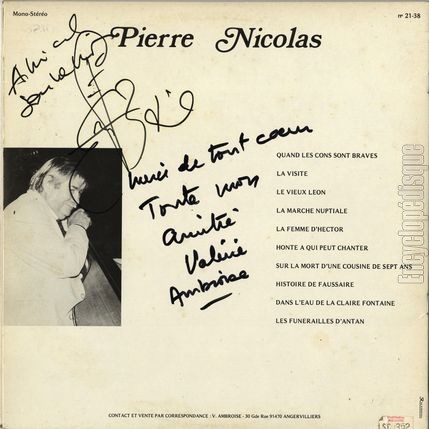 Mono-Stéréo
nº 21-38
Pierre Nicolas
Merci de tout coeur
Toute mon
amitié
Valérie
Ambroise
QUAND LES CONS SONT BRAVES
LA VISITE
LE VIEUX LEON
LA MARCHE NUPTIALE
LA FEMME D'HECTOR
HONTE A QUI PEUT CHANTER
SUR LA MORT D'UNE COUSINE DE SEPT ANS
HISTOIRE DE FAUSSAIRE
DANS L'EAU DE LA CLAIRE FONTAINE
LES FUNERAILLES D'ANTAN
Encyclopédisque
CONTACT ET VENTE PAR CORRESPONDANCE : V. AMBROISE - 30 Gde Rue 91470 ANGERVILLIERS